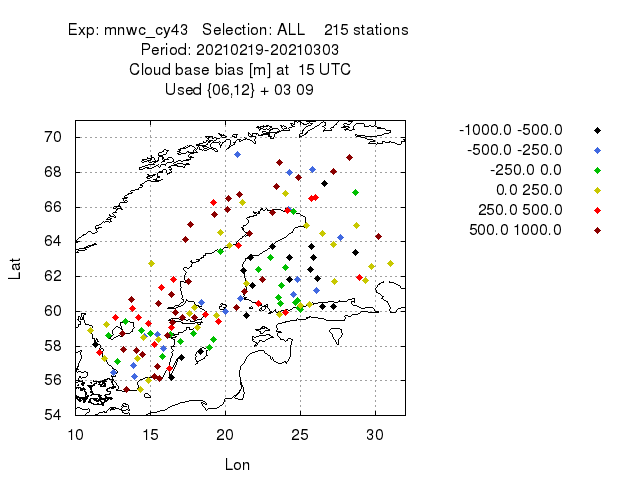 Exp: mnwc_cy43 Selection: ALL 215 stations
Period: 20210219-20210303
Cloud base bias [m] at 15 UTC
Used {06,12} + 03 09
-1000.0 -500.0
-500.0 -250.0
-250.0 0.0
0.0 250.0
250.0 500.0
500.0 1000.0
70
68
66
64
62
60
58
56
54
Lat
10 15 20 25 30
Lon